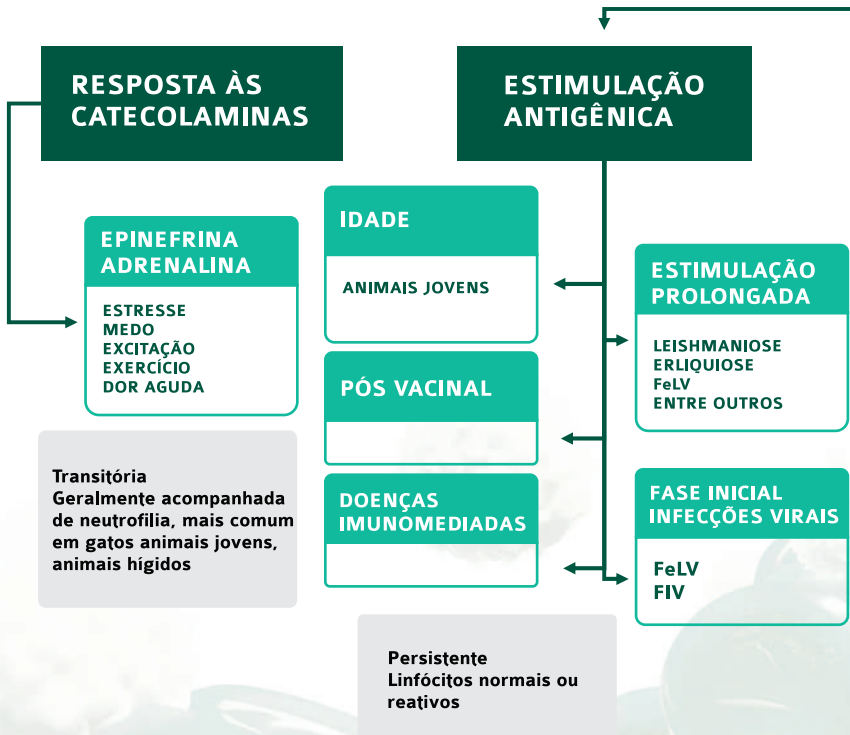 RESPOSTA ÀS
CATECOLAMINAS
EPINEFRINA
ADRENALINA
ESTRESSE
MEDO
EXCITAÇÃO
EXERCÍCIO
DOR AGUDA
Transitória
Geralmente acompanhada
de neutrofilia, mais comum
em gatos animais jovens,
animais hígidos
ESTIMULAÇÃO
ANTIGÊNICA
IDADE
ANIMAIS JOVENS
PÓS VACINAL
DOENÇAS
IMUNOMEDIADAS
ESTIMULAÇÃO
PROLONGADA
LEISHMANIOSE
ERLIQUIOSE
FeLV
ENTRE OUTROS
FASE INICIAL
INFECÇÕES VIRAIS
FeLV
FIV
Persistente
Linfócitos normais ou
reativos